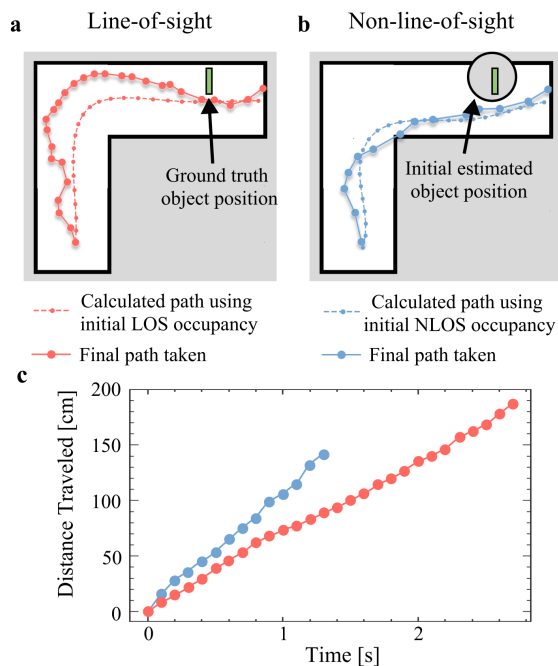 a
Line-of-sight
b
Non-line-of-sight
Ground truth
object position
Initial estimated
object position
Calculated path using
initial LOS occupancy
Final path taken
Calculated path using
initial NLOS occupancy
Final path taken
c
Distance Traveled [cm]
200
150
100
50
0
0
1
2
Time [s]